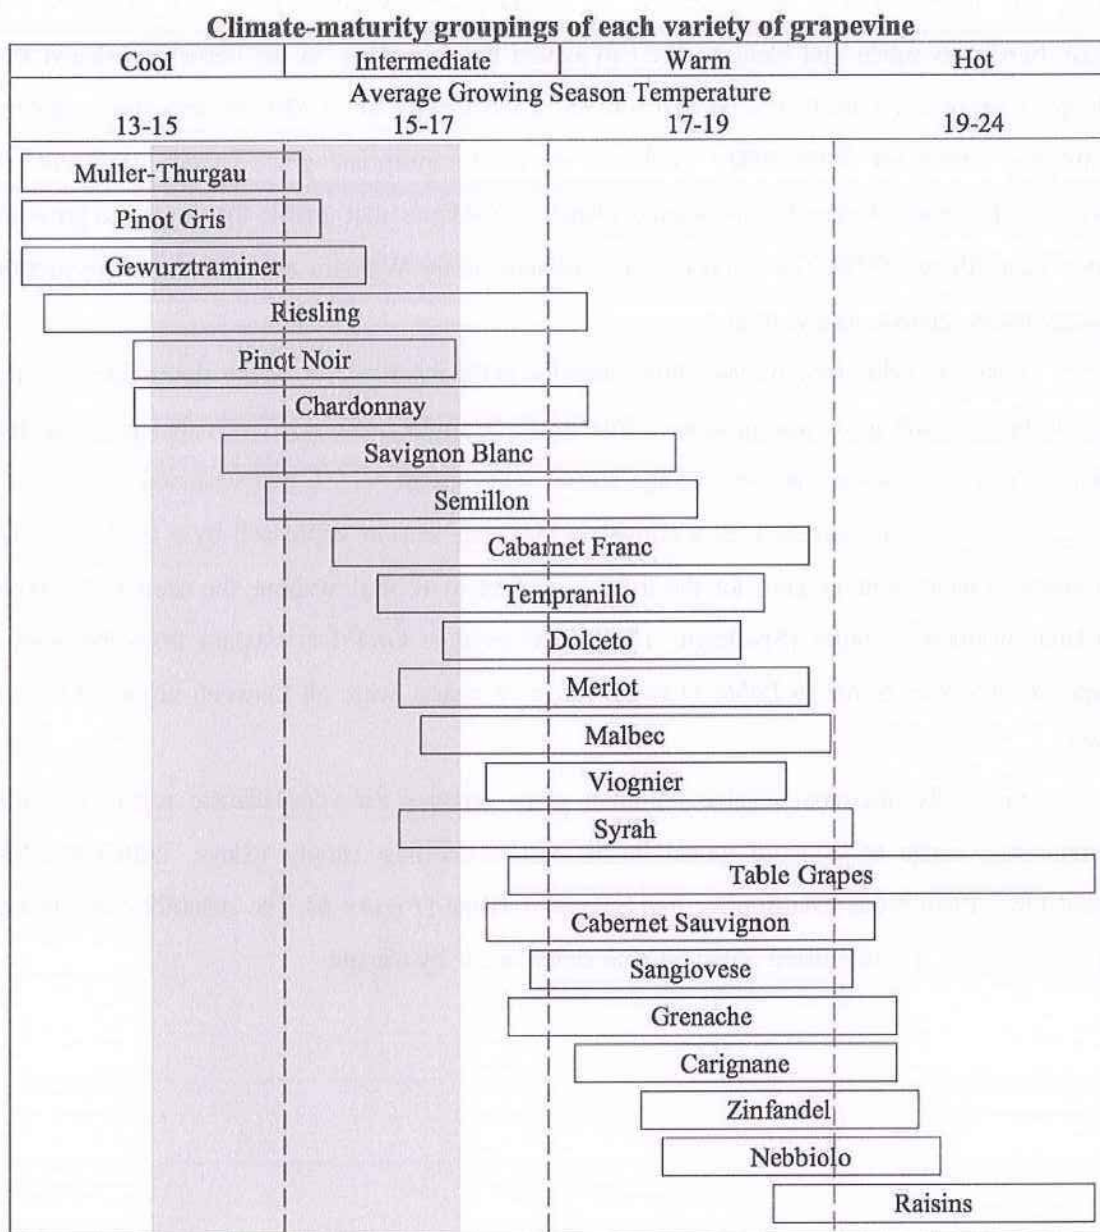 Climate-maturity groupings of each variety of grapevine
Cool Intermediate Warm Hot
Average Growing Season Temperature
13-15 15-17 17-19 19-24
Muller-Thurgau
Pinot Gris
Gewurztraminer
Riesling
Pinot Noir
Chardonnay
Savignon Blanc
Semillon
Cabarnet Franc
Tempranillo
Dolceto
Merlot
Malbec
Viognier
Syrah
Table Grapes
Cabernet Sauvignon
Sangiovese
Grenache
Carignane
Zinfandel
Nebbiolo
Raisins